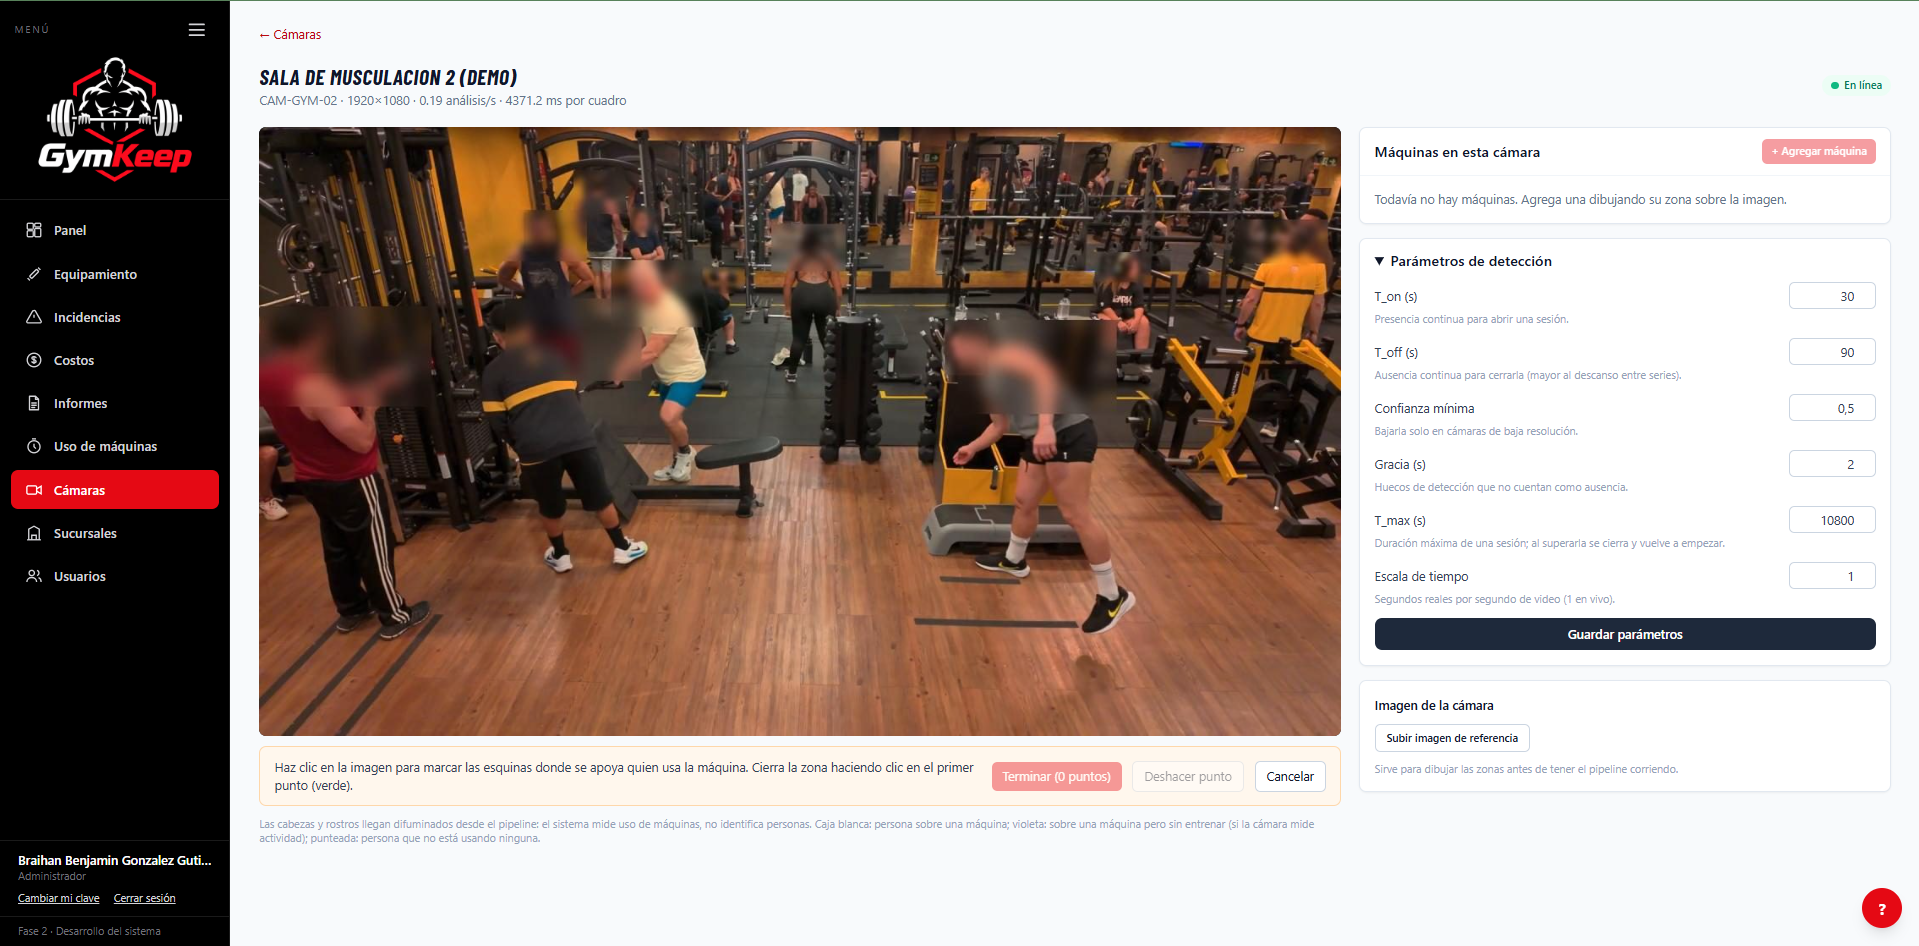 MENÚ
GymKeep
Panel
Equipamiento
Incidencias
Costos
Informes
Uso de máquinas
Cámaras
Sucursales
Usuarios
Braihan Benjamin Gonzalez Guti...
Administrador
Cambiar mi clave Cerrar sesión
Fase 2 · Desarrollo del sistema
← Cámaras
SALA DE MUSCULACION 2 (DEMO)
CAM-GYM-02 · 1920×1080 · 0.19 análisis/s · 4371.2 ms por cuadro
En línea
Haz clic en la imagen para marcar las esquinas donde se apoya quien usa la máquina. Cierra la zona haciendo clic en el primer
punto (verde).
Terminar (0 puntos) Deshacer punto Cancelar
Las cabezas y rostros llegan difuminados desde el pipeline: el sistema mide uso de máquinas, no identifica personas. Caja blanca: persona sobre una máquina; violeta: sobre una máquina pero sin entrenar (si la cámara mide
actividad); punteada: persona que no está usando ninguna.
Máquinas en esta cámara
+ Agregar máquina
Todavía no hay máquinas. Agrega una dibujando su zona sobre la imagen.
▼ Parámetros de detección
T_on (s) 30
Presencia continua para abrir una sesión.
T_off (s) 90
Ausencia continua para cerrarla (mayor al descanso entre series).
Confianza mínima 0,5
Bajarla solo en cámaras de baja resolución.
Gracia (s) 2
Huecos de detección que no cuentan como ausencia.
T_max (s) 10800
Duración máxima de una sesión; al superarla se cierra y vuelve a empezar.
Escala de tiempo 1
Segundos reales por segundo de video (1 en vivo).
Guardar parámetros
Imagen de la cámara
Subir imagen de referencia
Sirve para dibujar las zonas antes de tener el pipeline corriendo.
?